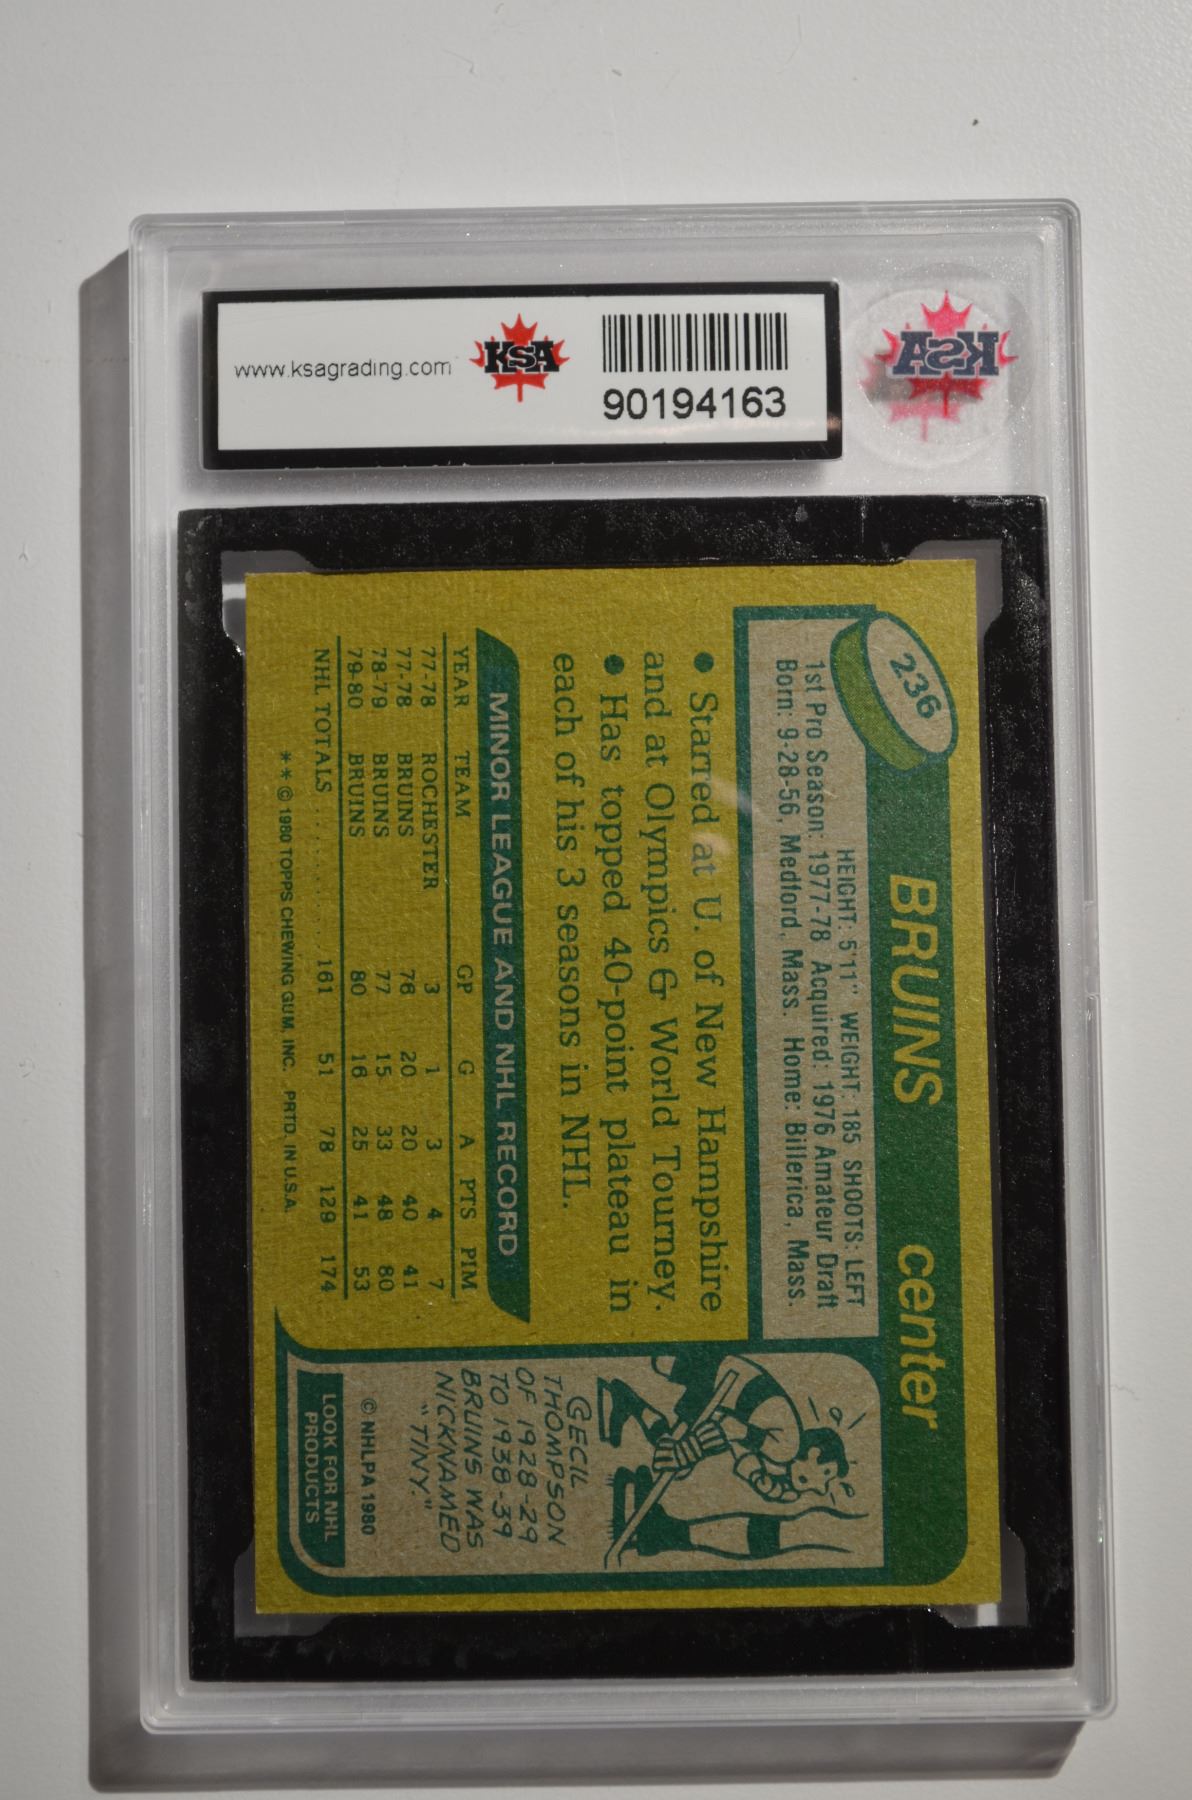 www.ksagrading.com
KSA
90194163
KSA
236
BRUINS center
HEIGHT: 5'11" WEIGHT: 185 SHOOTS: LEFT
1st Pro Season: 1977-78 Acquired: 1976 Amateur Draft
Born: 9-28-56, Medford, Mass. Home: Billerica, Mass.
• Starred at U. of New Hampshire
and at Olympics & World Tourney.
• Has topped 40-point plateau in
each of his 3 seasons in NHL.
MINOR LEAGUE AND NHL RECORD
YEAR TEAM GP G A PTS PIM
77-78 ROCHESTER 3 1 3 4 7
77-78 BRUINS 76 20 20 40 41
78-79 BRUINS 77 15 33 48 80
79-80 BRUINS 80 16 25 41 53
NHL TOTALS ........... 161 51 78 129 174
**© 1980 TOPPS CHEWING GUM, INC. PRTD. IN U.S.A.
CECIL
THOMPSON
OF 1928-29
TO 1938-39
BRUINS WAS
NICKNAMED
"TINY."
© NHLPA 1980
LOOK FOR NHL
PRODUCTS